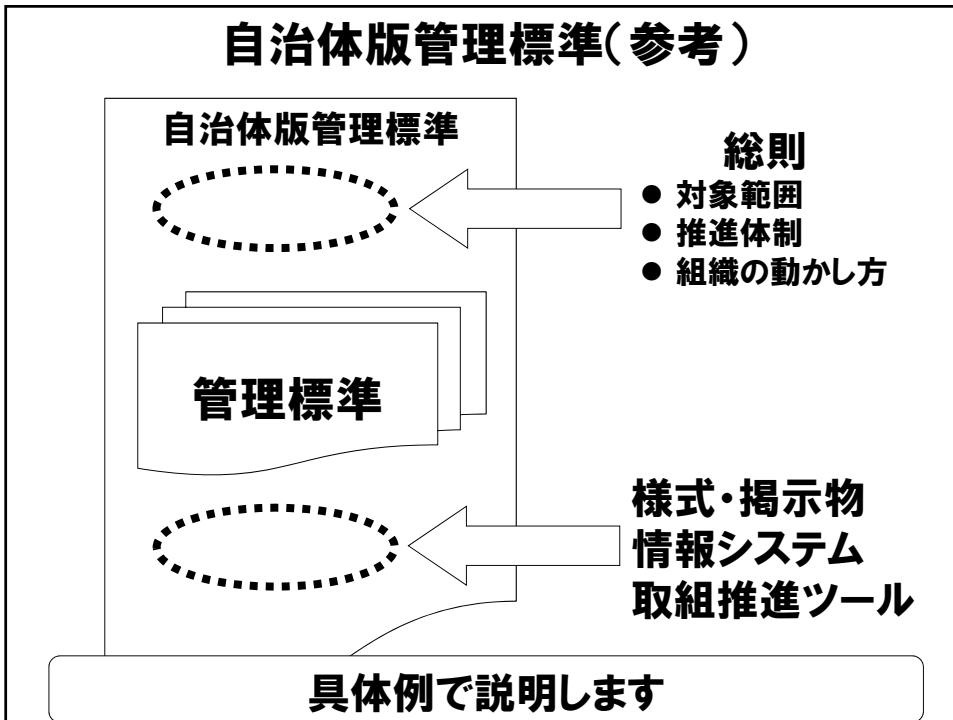 自治体版管理標準(参考)
自治体版管理標準
総則
● 対象範囲
● 推進体制
● 組織の動かし方
管理標準
様式・掲示物
情報システム
取組推進ツール
具体例で説明します